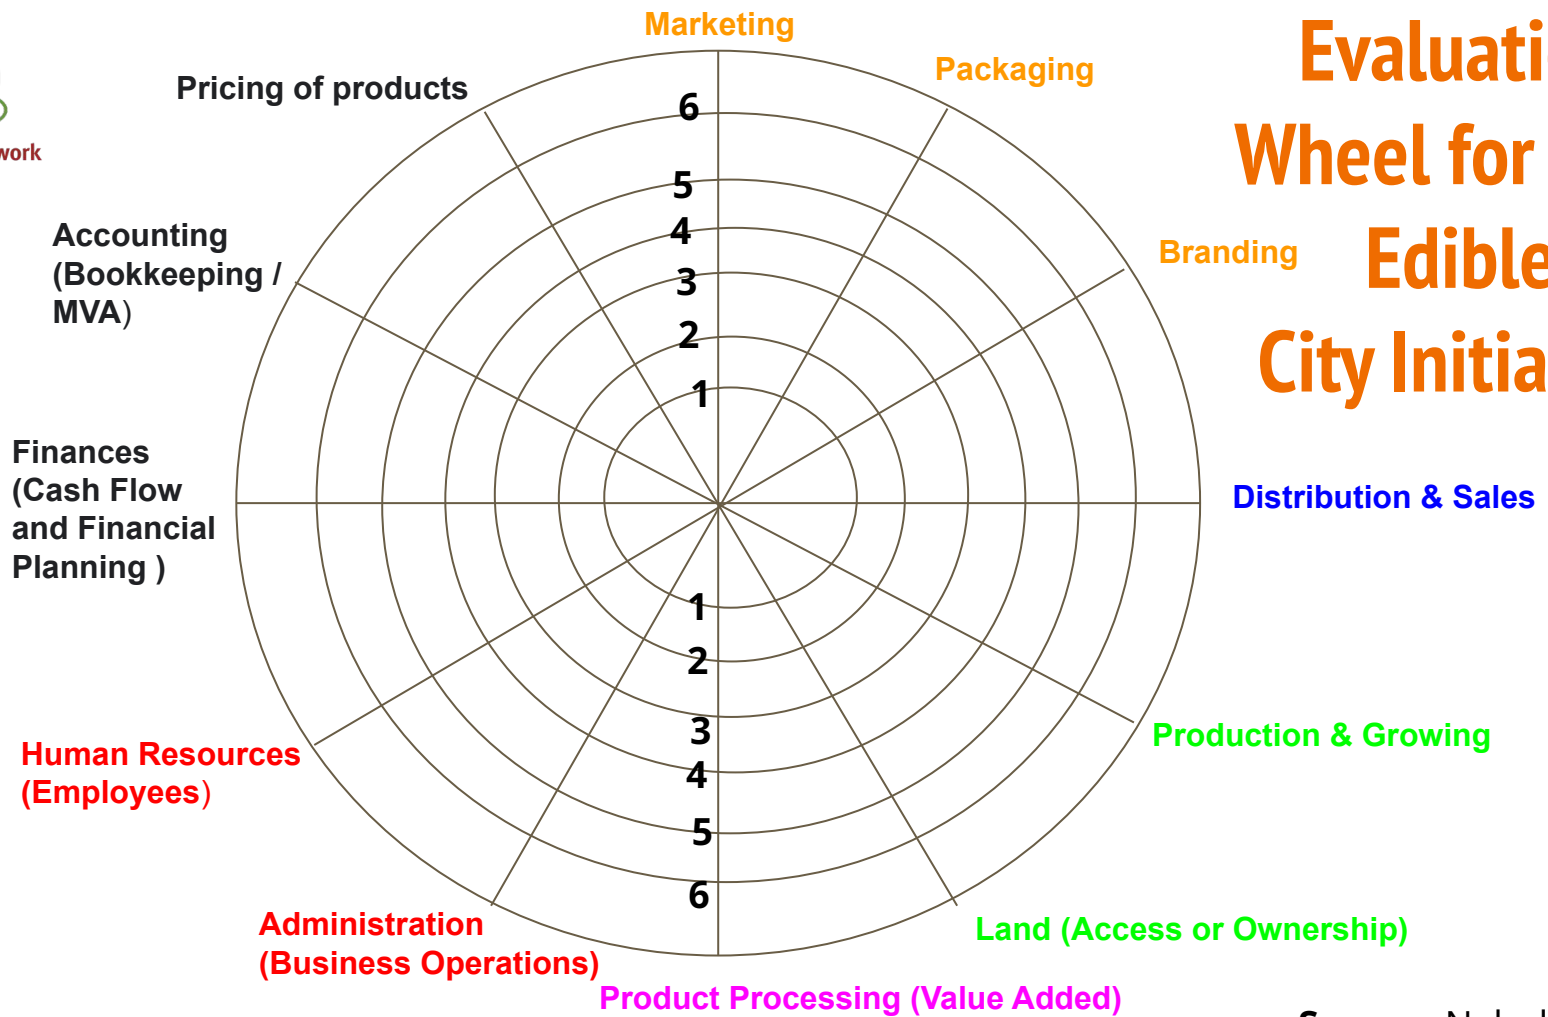 Marketing
Packaging
Pricing of products
Evaluati
Wheel for
Edible
City Initia
work
Accounting
(Bookkeeping /
MVA)
Branding
6
5
4
3
2
1
Finances
(Cash Flow
and Financial
Planning )
Distribution & Sales
1
2
3
4
5
6
Human Resources
(Employees)
Production & Growing
Administration
(Business Operations)
Land (Access or Ownership)
Product Processing (Value Added)